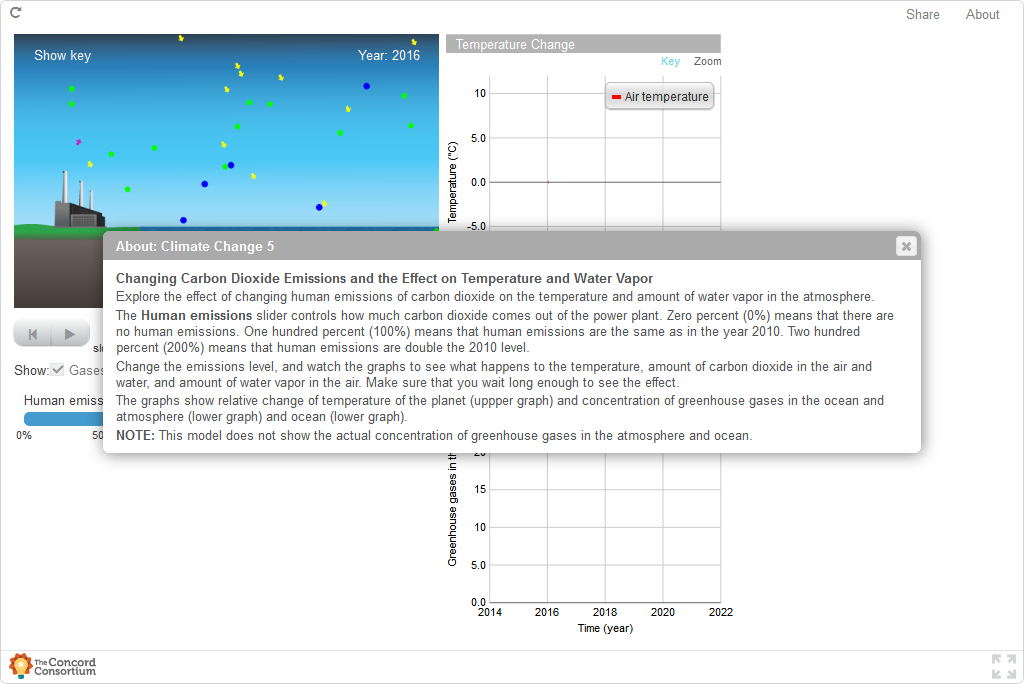 Share About
Show key
Year: 2016
Temperature Change
Key Zoom
Air temperature
Temperature (°C)
10
5.0
0.0
-5.0
About: Climate Change 5
Changing Carbon Dioxide Emissions and the Effect on Temperature and Water Vapor
Explore the effect of changing human emissions of carbon dioxide on the temperature and amount of water vapor in the atmosphere.
The Human emissions slider controls how much carbon dioxide comes out of the power plant. Zero percent (0%) means that there are
no human emissions. One hundred percent (100%) means that human emissions are the same as in the year 2010. Two hundred
percent (200%) means that human emissions are double the 2010 level.
Change the emissions level, and watch the graphs to see what happens to the temperature, amount of carbon dioxide in the air and
water, and amount of water vapor in the air. Make sure that you wait long enough to see the effect.
The graphs show relative change of temperature of the planet (uppper graph) and concentration of greenhouse gases in the ocean and
atmosphere (lower graph) and ocean (lower graph).
NOTE: This model does not show the actual concentration of greenhouse gases in the atmosphere and ocean.
Show: Gases
Human emiss
0%
Greenhouse gases in
20
15
10
5.0
0.0
2014 2016 2018 2020 2022
Time (year)
The Concord
Consortium